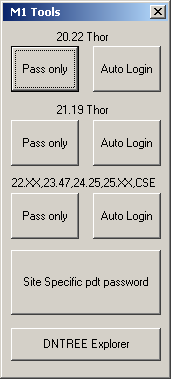 M1 Tools
20.22 Thor
Pass only Auto Login
21.19 Thor
Pass only Auto Login
22.XX,23.47,24.25,25.XX,CSE
Pass only Auto Login
Site Specific pdt password
DNTREE Explorer